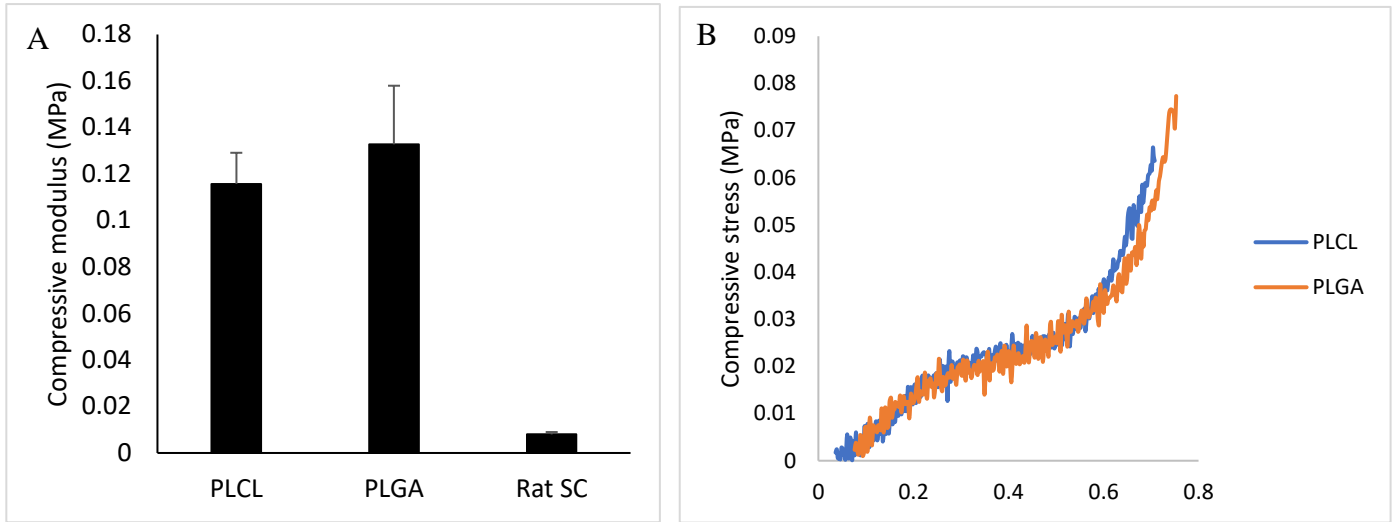 A
Compressive modulus (MPa)
0.18
0.16
0.14
0.12
0.1
0.08
0.06
0.04
0.02
0
PLCL PLGA Rat SC
B
Compressive stress (MPa)
0.09
0.08
0.07
0.06
0.05
0.04
0.03
0.02
0.01
0
0 0.2 0.4 0.6 0.8
PLCL
PLGA